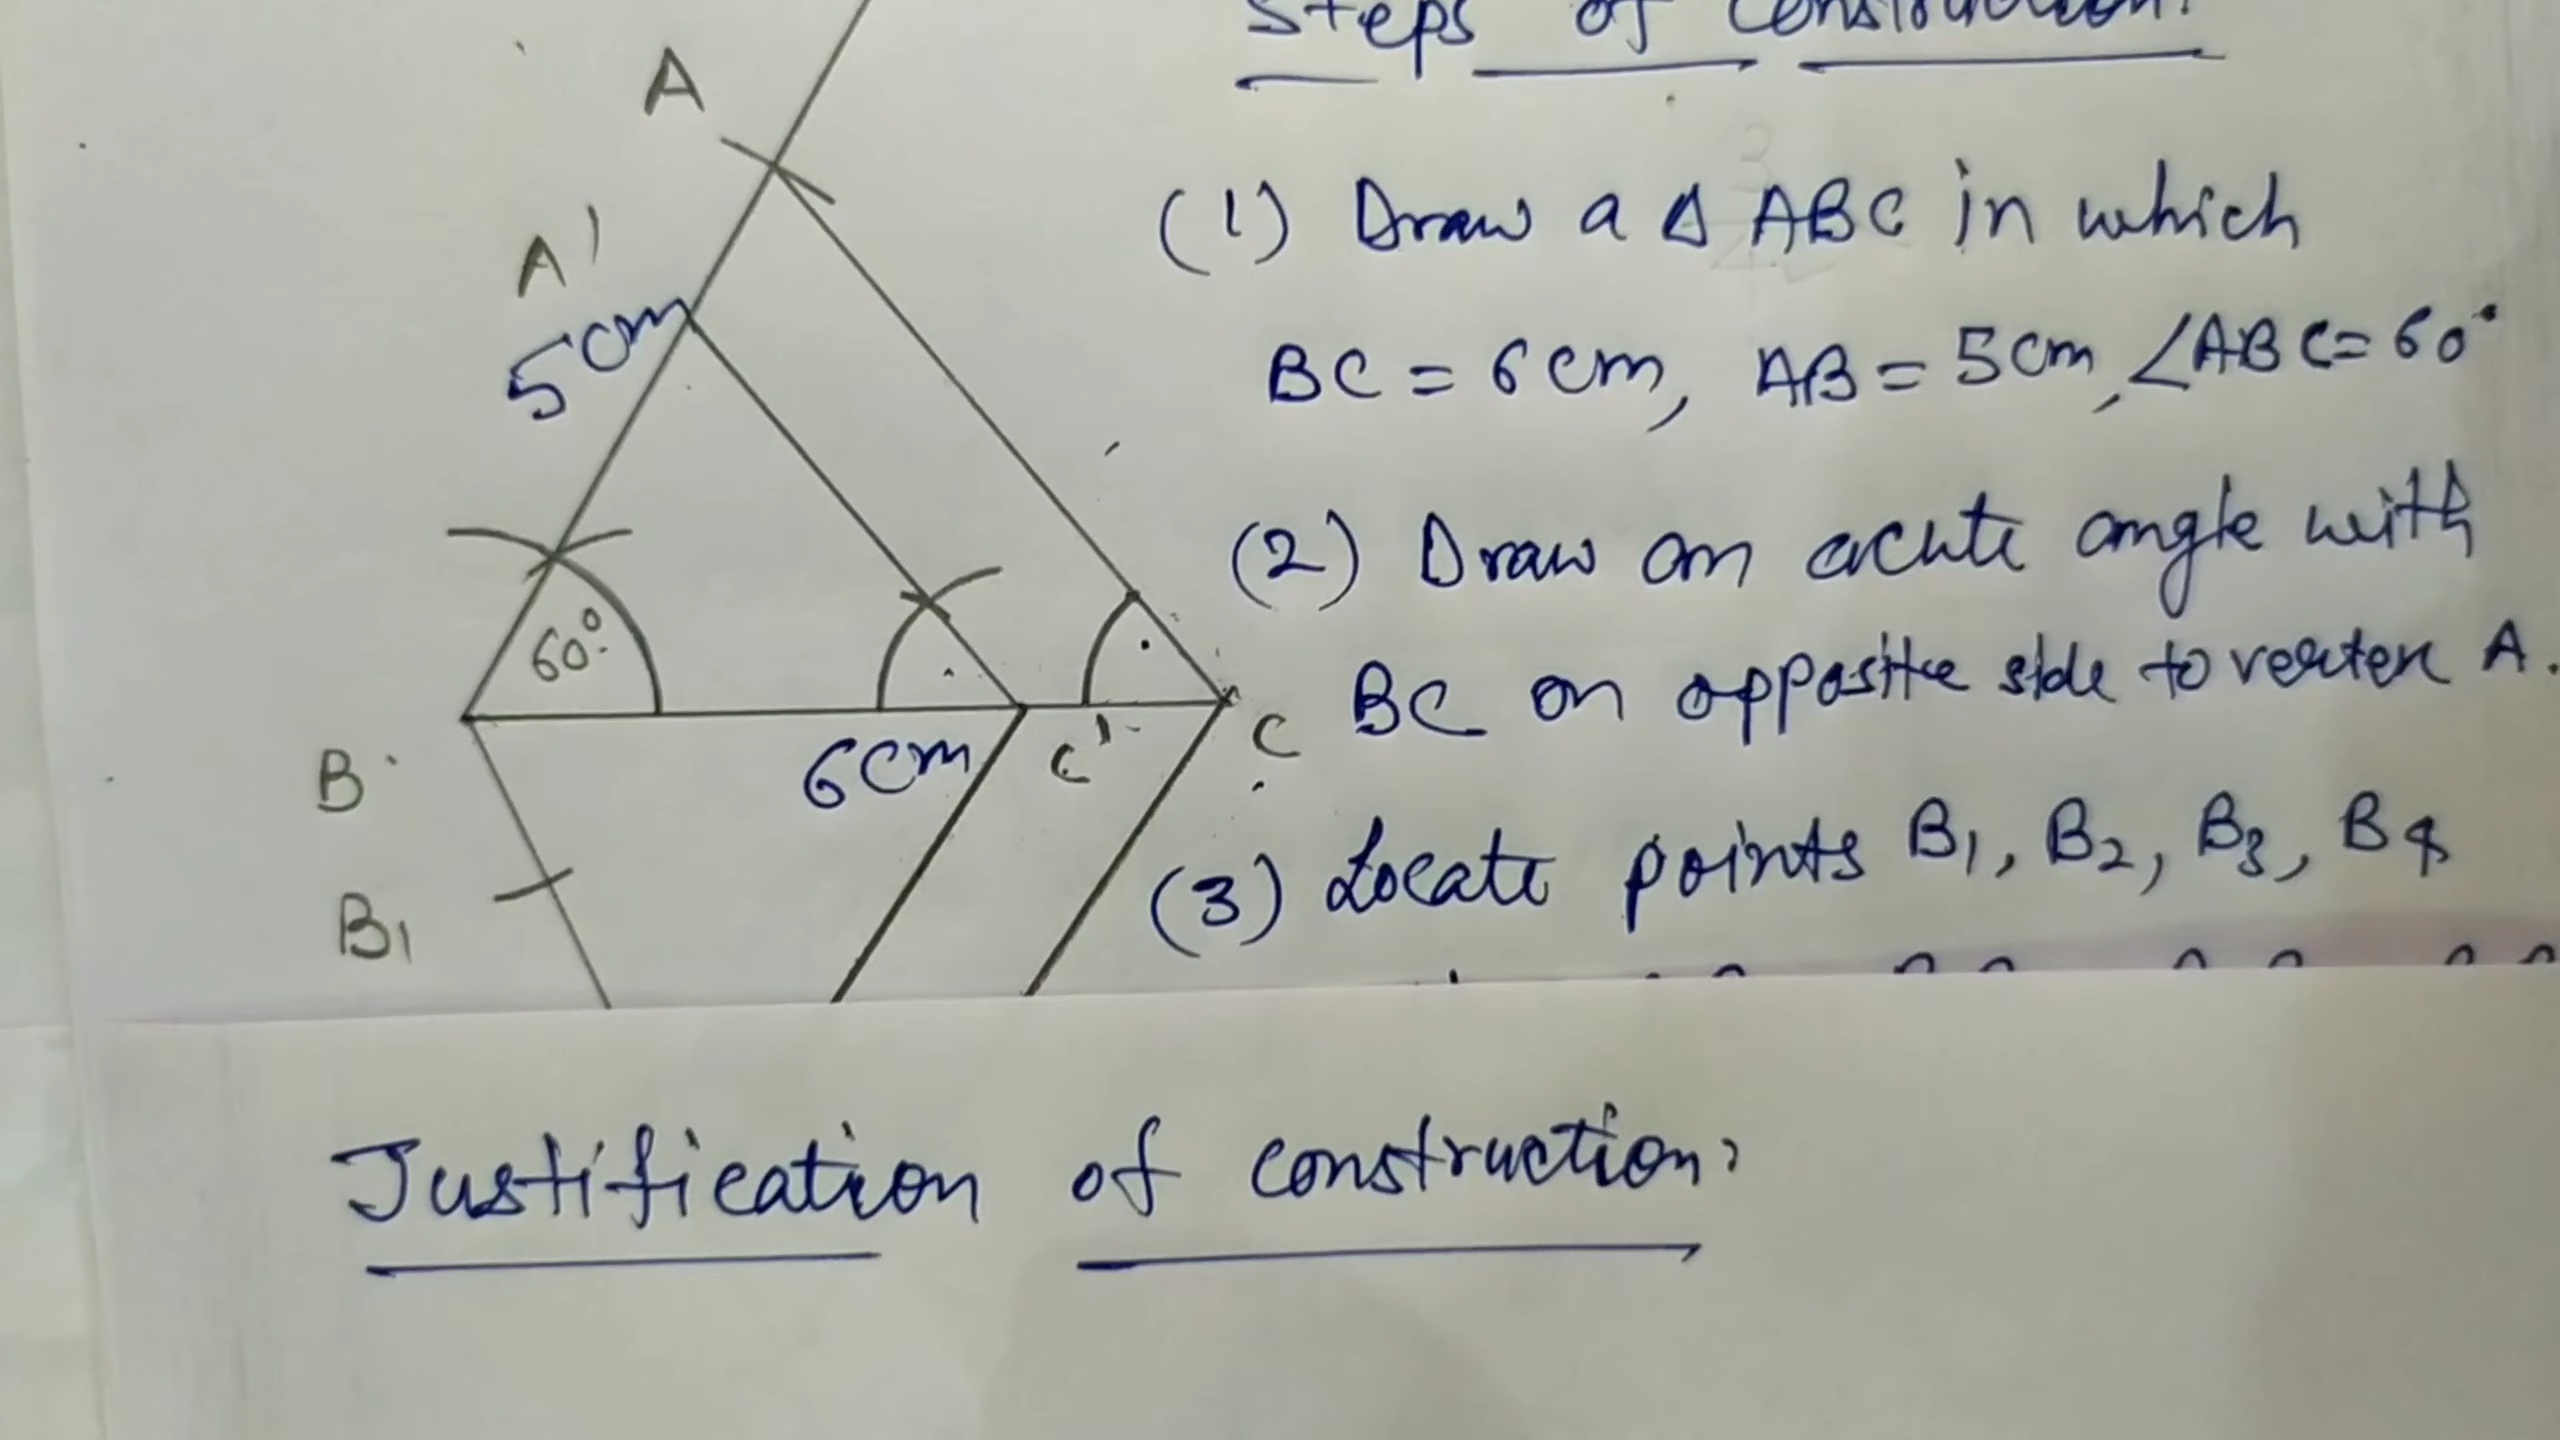 Steps of Construction:
(1) Draw a Δ ABC in which
BC = 6 cm, AB = 5 cm, ∠ABC = 60°
(2) Draw an acute angle with
BC on opposite side to vertex A.
(3) Locate points B1, B2, B3, B4
A
A'
5 cm
60°
B
6 cm
C'
C
B1
Justification of construction: